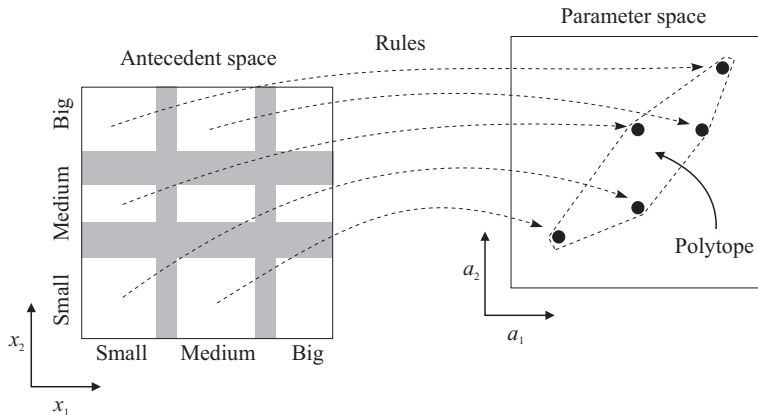 Parameter space
Rules
Antecedent space
Big
Medium
Small
Small Medium Big
x2
x1
a2
a1
Polytope